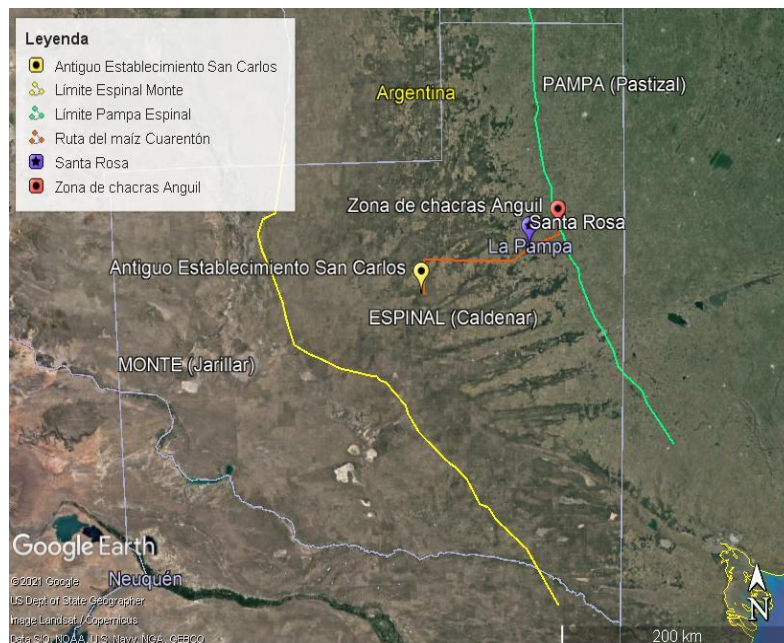 Leyenda
Antiguo Establecimiento San Carlos
Límite Espinal Monte
Límite Pampa Espinal
Ruta del maíz Cuarentón
Santa Rosa
Zona de chacras Anguil
Argentina
PAMPA (Pastizal)
Zona de chacras Anguil
Santa Rosa
La Pampa
Antiguo Establecimiento San Carlos
ESPINAL (Caldenar)
MONTE (Jarillar)
Google Earth
©2021 Google
Neuquén
US Dept of State Geographer
Image Landsat / Copernicus
Data SIO, NOAA, U.S. Navy, NGA, GEBCO
N
200 km